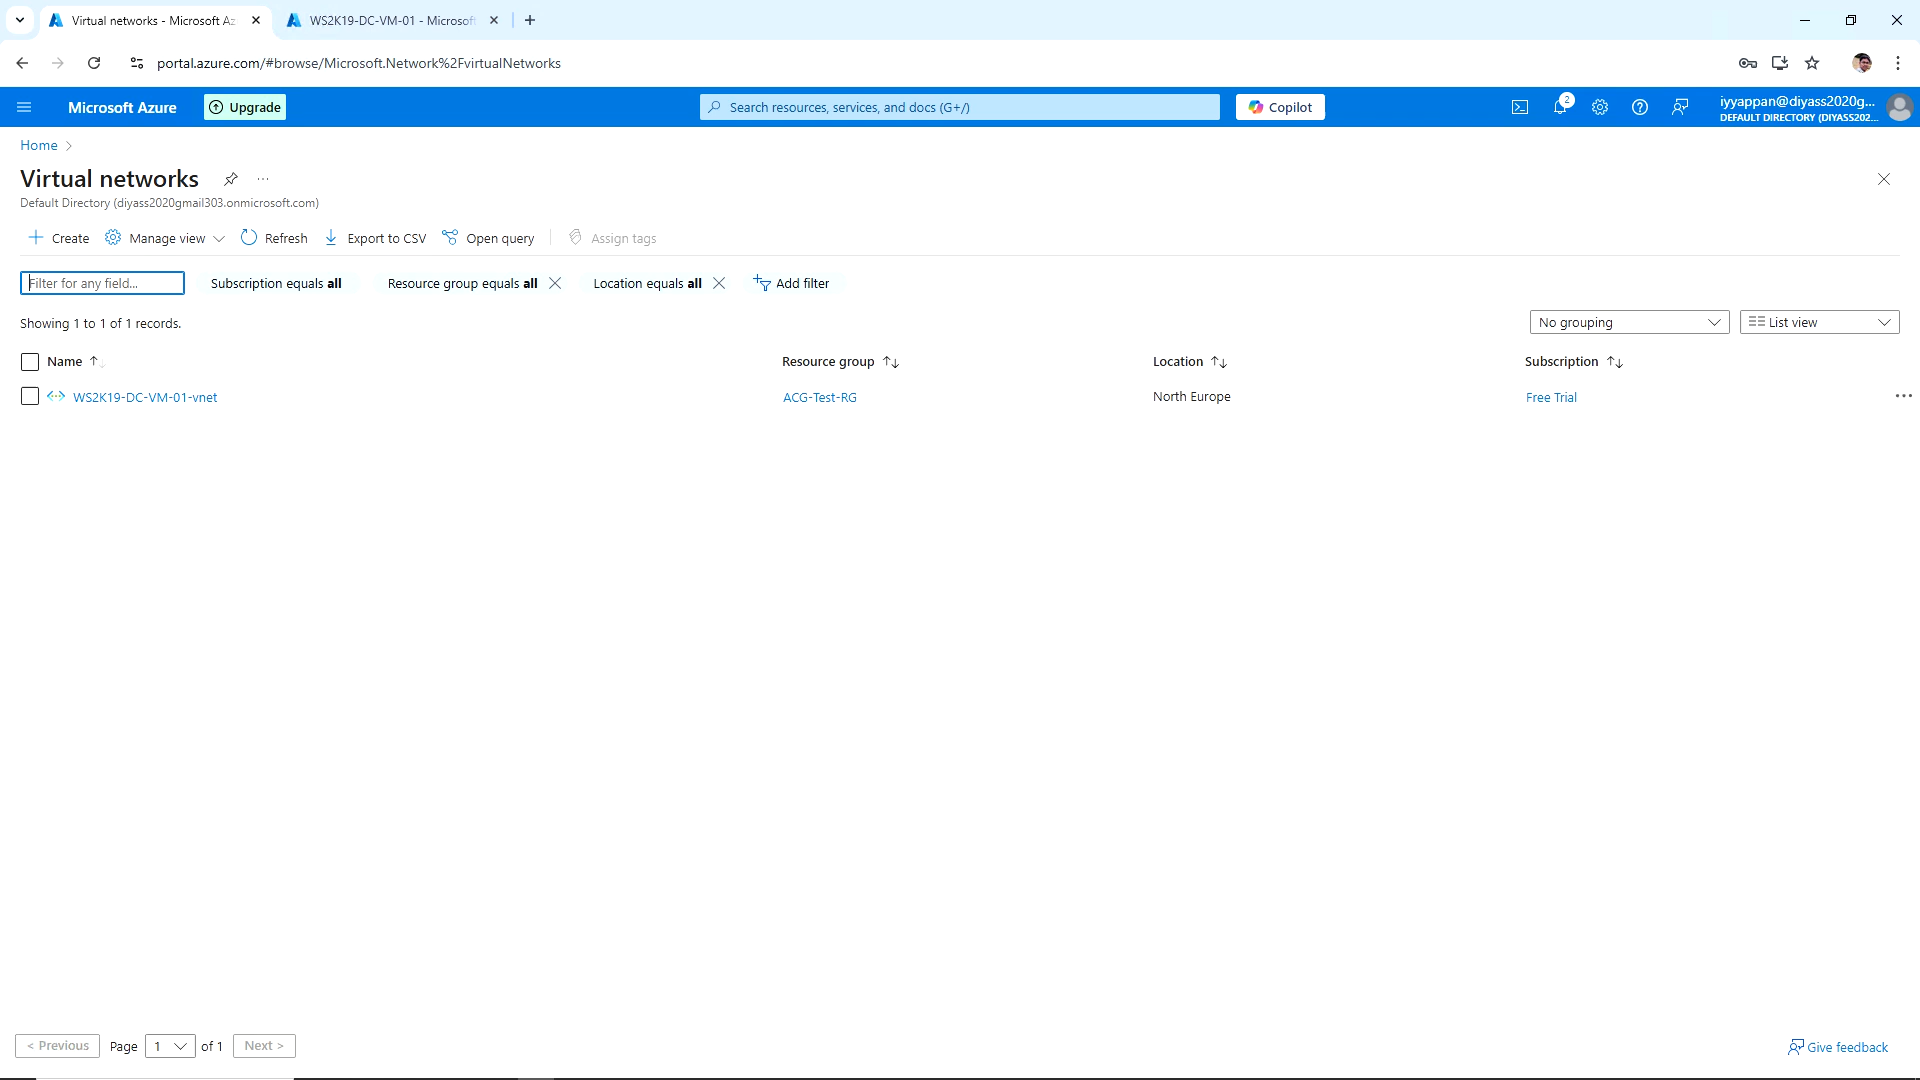 Virtual networks - Microsoft Az
WS2K19-DC-VM-01 - Microsoft
portal.azure.com/#browse/Microsoft.Network%2FvirtualNetworks
Microsoft Azure
Upgrade
Search resources, services, and docs (G+/)
Copilot
2
iyyappan@diyass2020g...
DEFAULT DIRECTORY (DIYASS202...
Home
Virtual networks
Default Directory (diyass2020gmail303.onmicrosoft.com)
Create
Manage view
Refresh
Export to CSV
Open query
Assign tags
Filter for any field...
Subscription equals all
Resource group equals all
Location equals all
Add filter
Showing 1 to 1 of 1 records.
No grouping
List view
Name
Resource group
Location
Subscription
WS2K19-DC-VM-01-vnet
ACG-Test-RG
North Europe
Free Trial
< Previous
Page 1 of 1
Next >
Give feedback